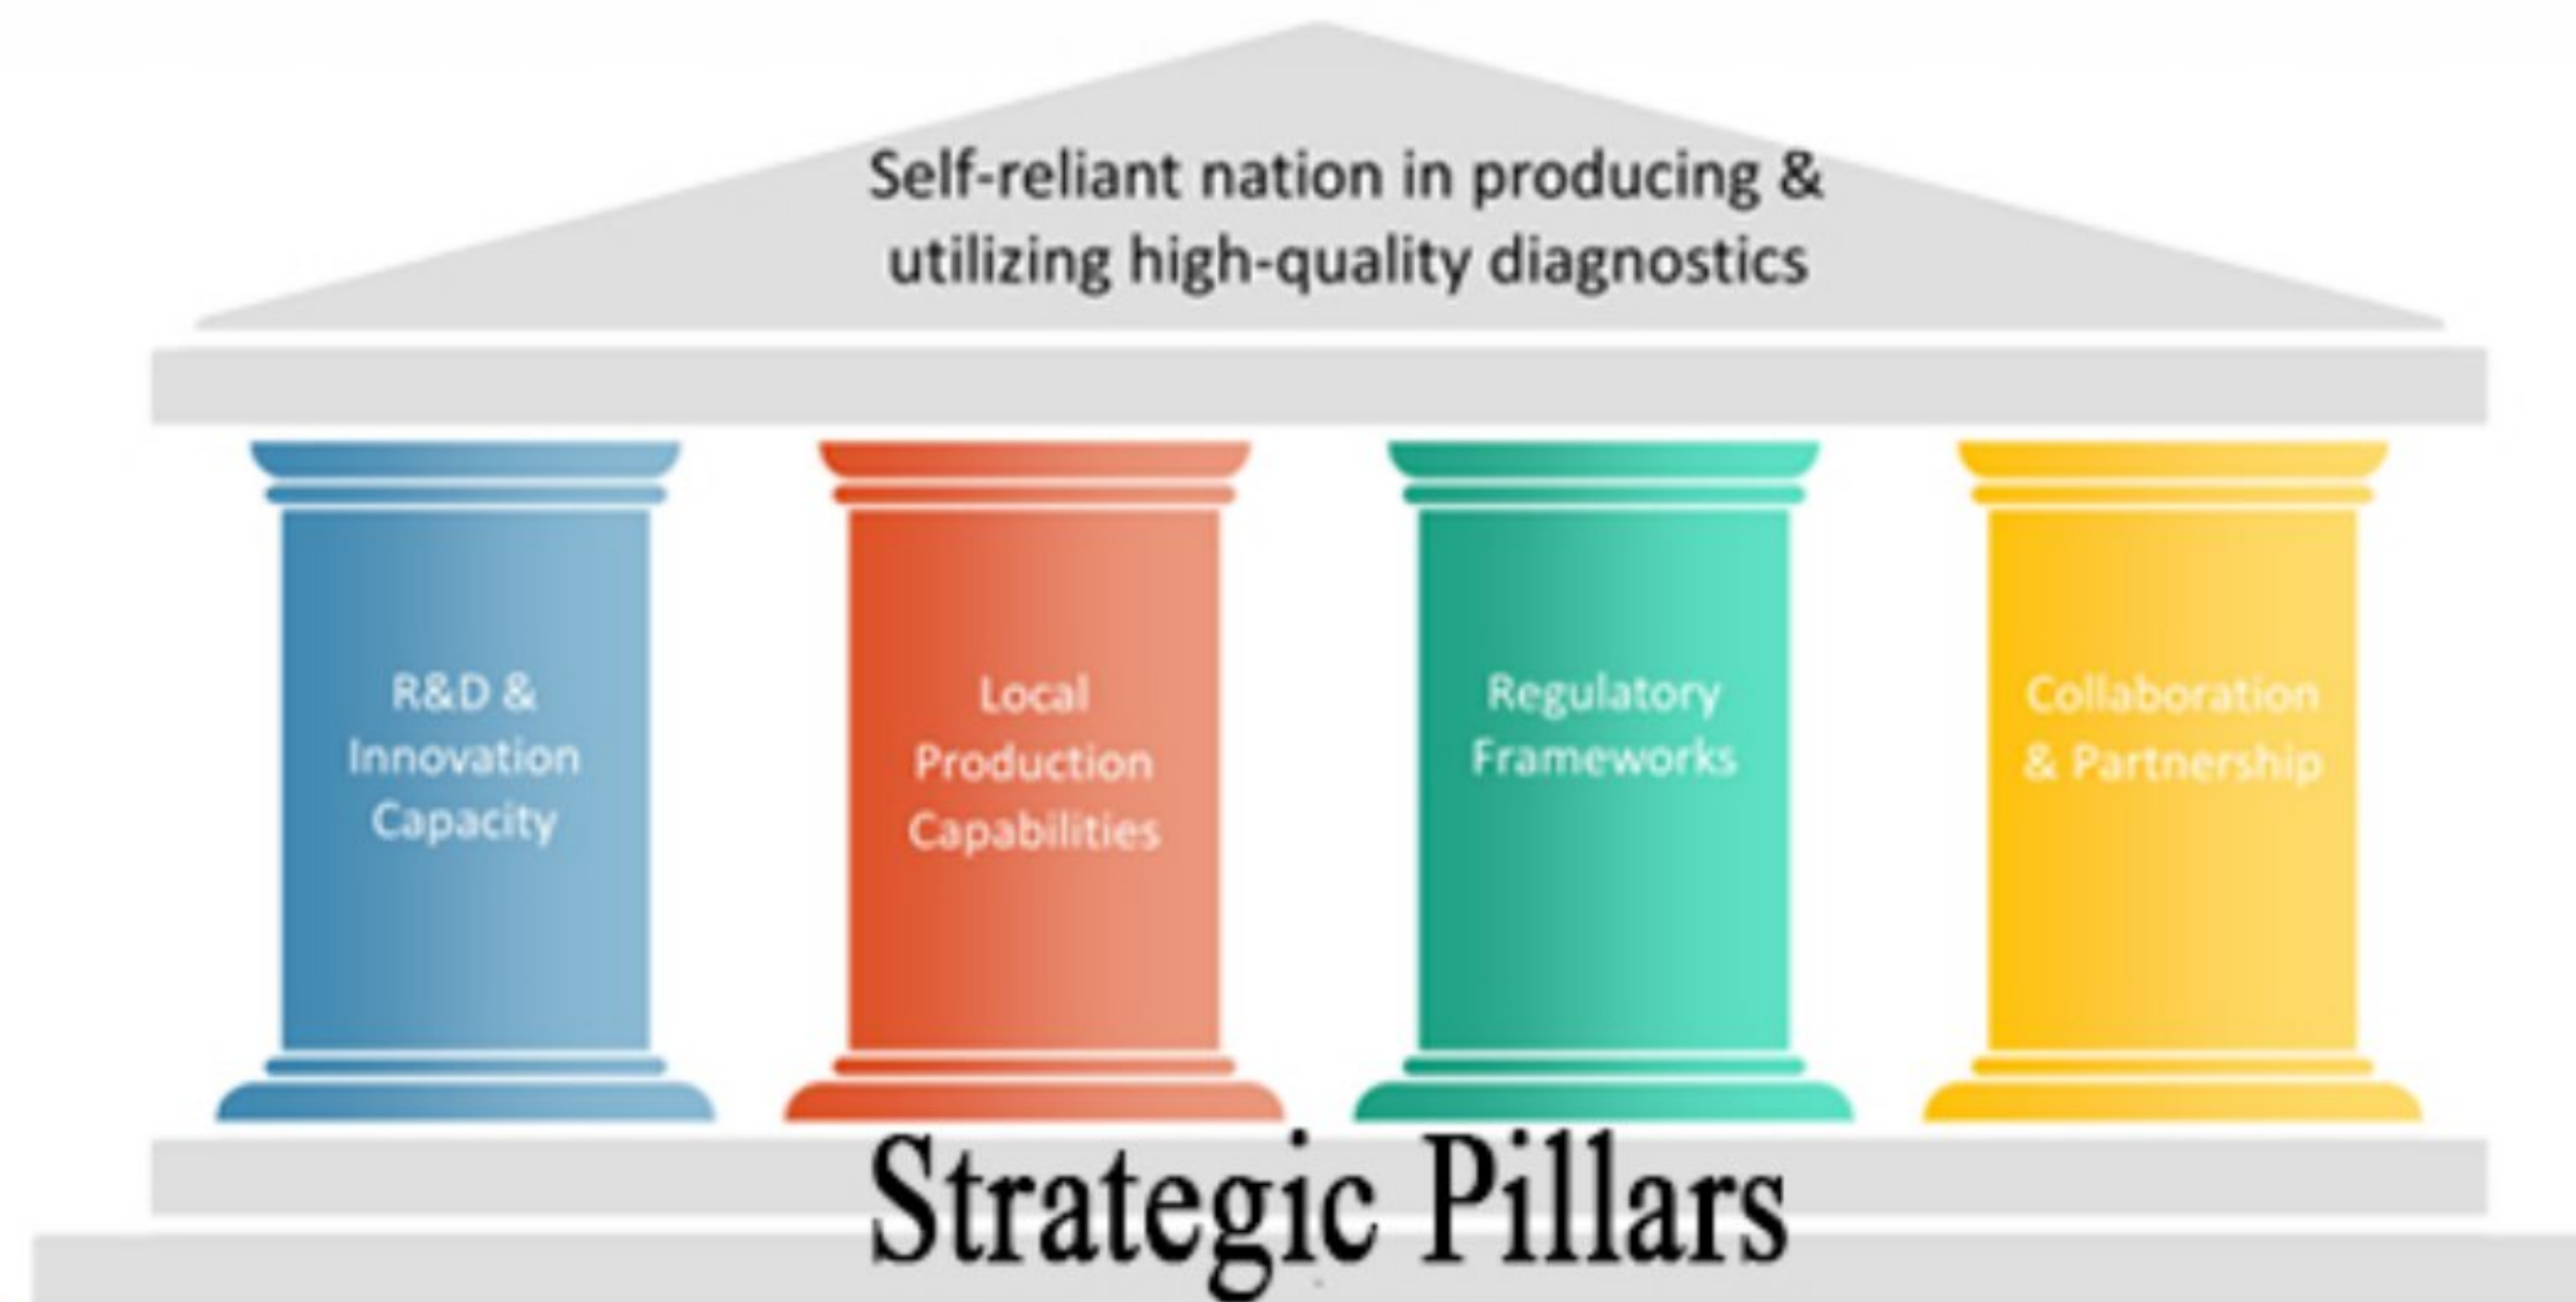 Self-reliant nation in producing &
utilizing high-quality diagnostics
R&D &
Innovation
Capacity
Local
Production
Capabilities
Regulatory
Frameworks
Collaboration
& Partnership
Strategic Pillars